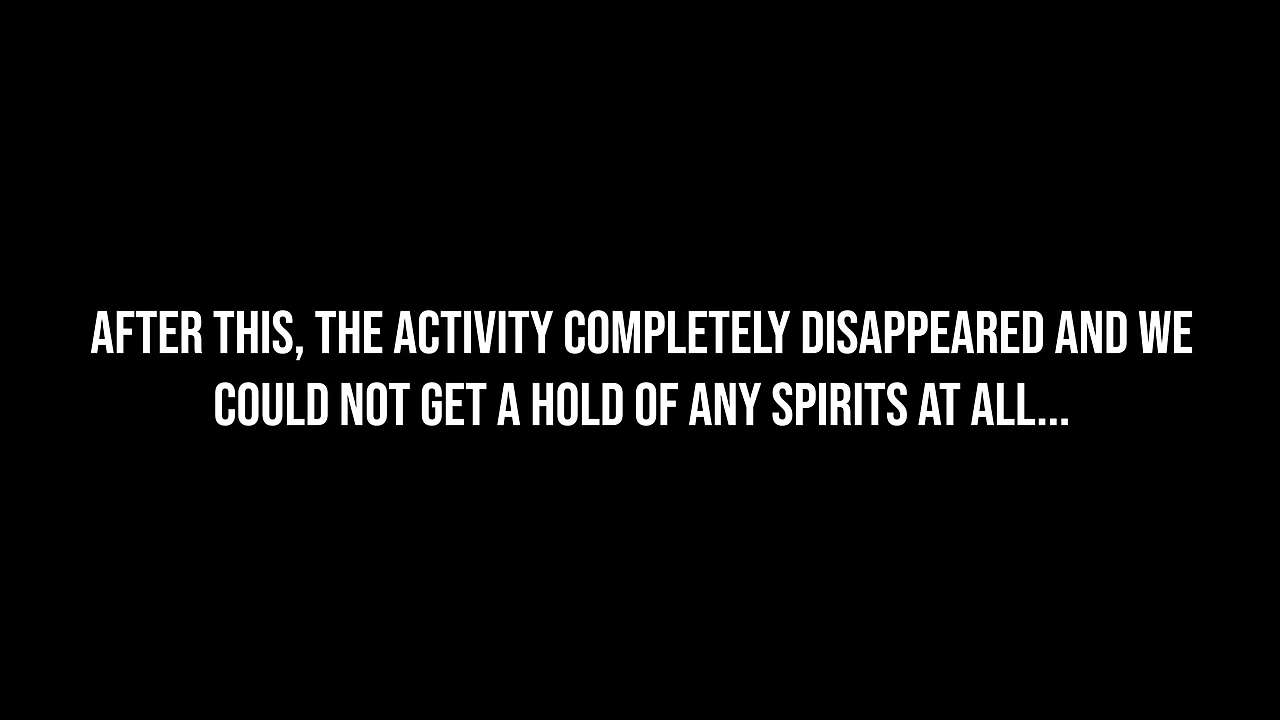 AFTER THIS, THE ACTIVITY COMPLETELY DISAPPEARED AND WE
COULD NOT GET A HOLD OF ANY SPIRITS AT ALL...